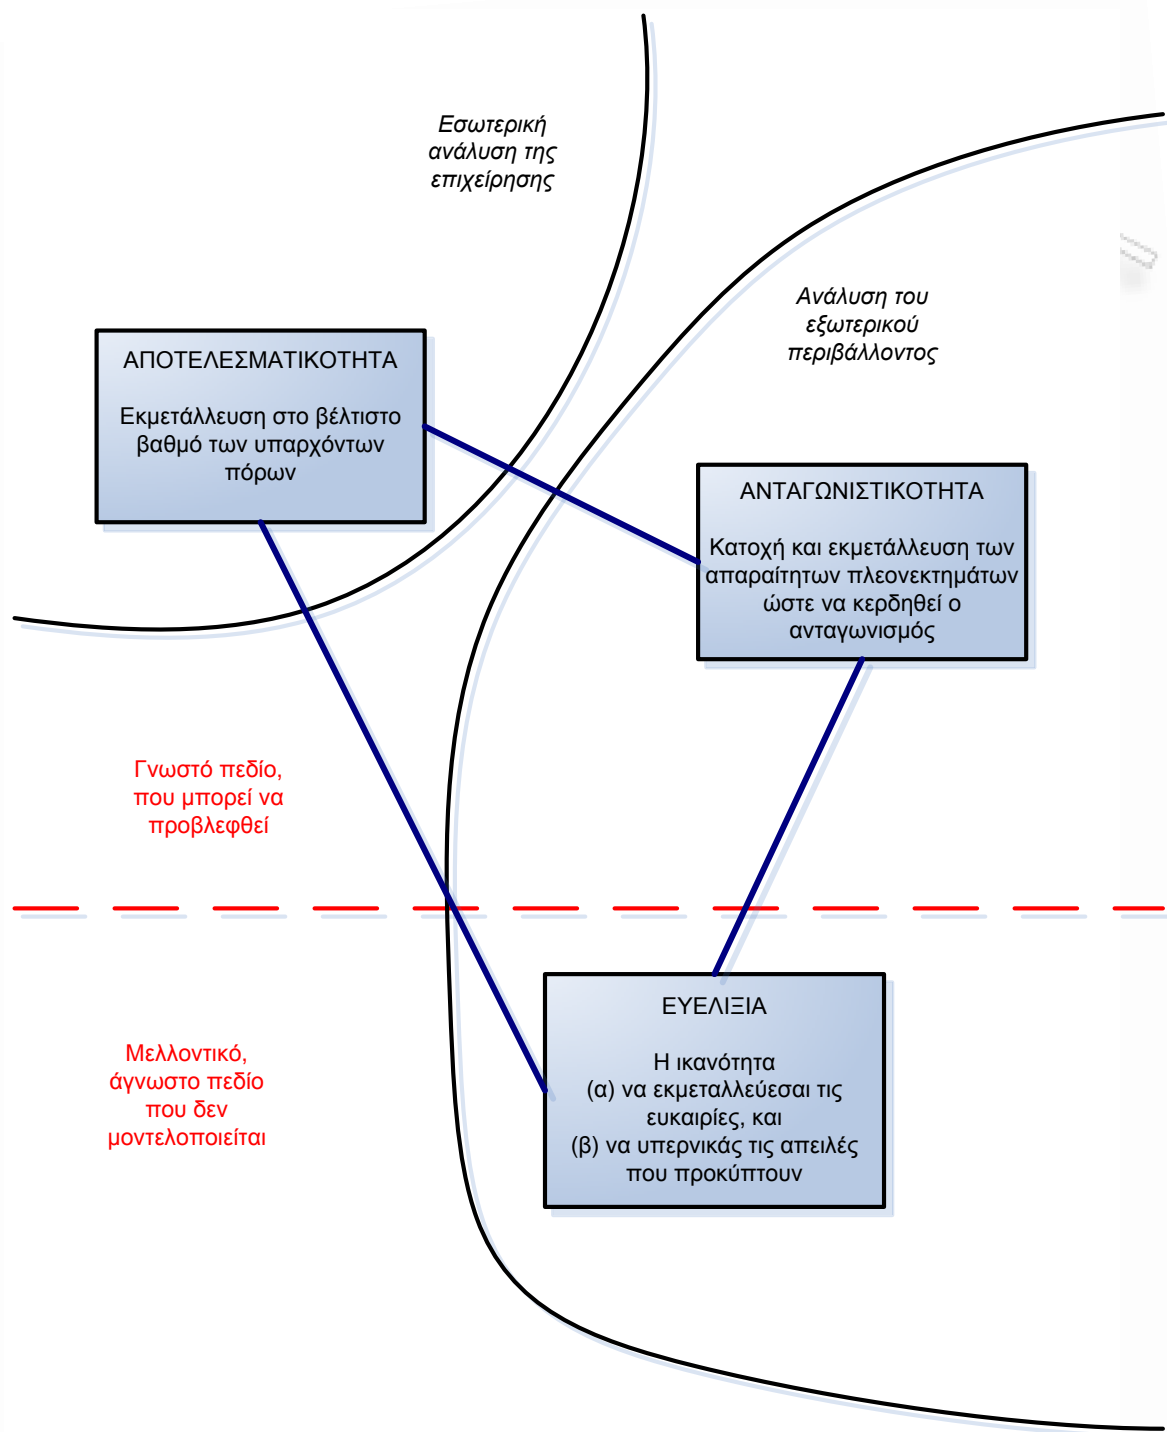 Εσωτερική
ανάλυση της
επιχείρησης
Ανάλυση του
εξωτερικού
περιβάλλοντος
ΑΠΟΤΕΛΕΣΜΑΤΙΚΟΤΗΤΑ
Εκμετάλλευση στο βέλτιστο
βαθμό των υπαρχόντων
πόρων
ΑΝΤΑΓΩΝΙΣΤΙΚΟΤΗΤΑ
Κατοχή και εκμετάλλευση των
απαραίτητων πλεονεκτημάτων
ώστε να κερδηθεί ο
ανταγωνισμός
Γνωστό πεδίο,
που μπορεί να
προβλεφθεί
Μελλοντικό,
άγνωστο πεδίο
που δεν
μοντελοποιείται
ΕΥΕΛΙΞΙΑ
Η ικανότητα
(α) να εκμεταλλεύεσαι τις
ευκαιρίες, και
(β) να υπερνικάς τις απειλές
που προκύπτουν